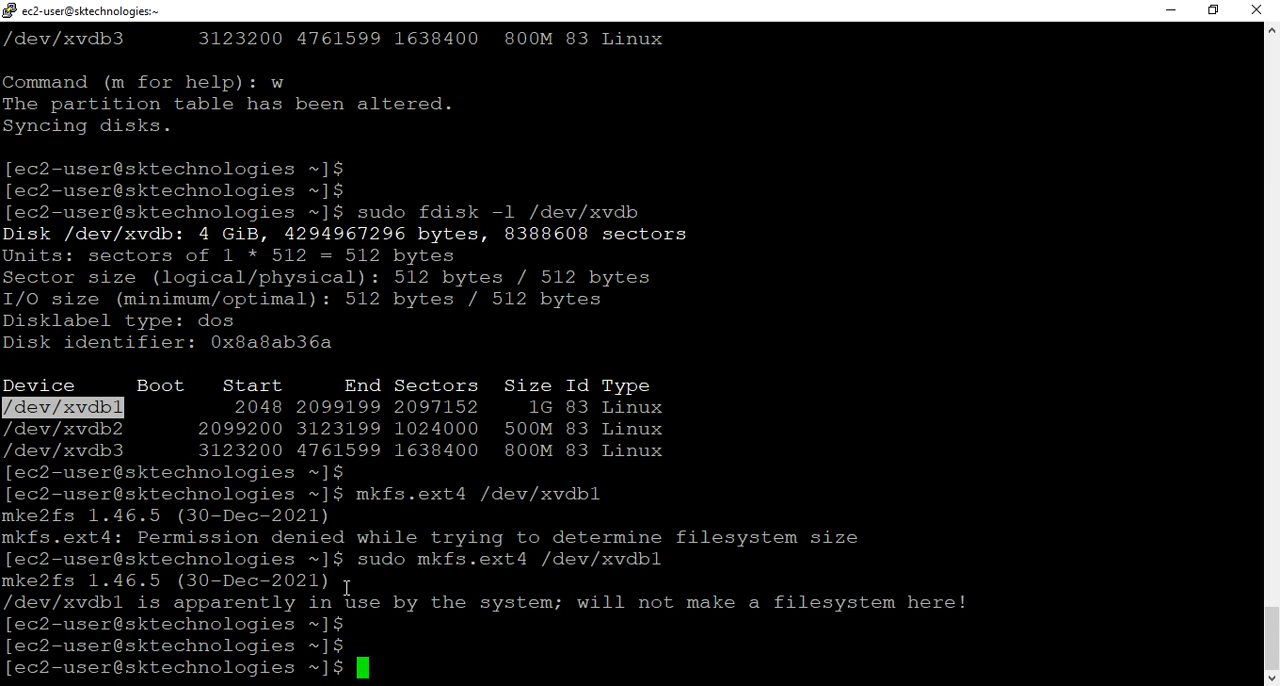 ec2-user@sktechnologies:~
/dev/xvdb3      3123200 4761599 1638400  800M 83 Linux
Command (m for help): w
The partition table has been altered.
Syncing disks.
[ec2-user@sktechnologies ~]$
[ec2-user@sktechnologies ~]$
[ec2-user@sktechnologies ~]$ sudo fdisk -l /dev/xvdb
Disk /dev/xvdb: 4 GiB, 4294967296 bytes, 8388608 sectors
Units: sectors of 1 * 512 = 512 bytes
Sector size (logical/physical): 512 bytes / 512 bytes
I/O size (minimum/optimal): 512 bytes / 512 bytes
Disklabel type: dos
Disk identifier: 0x8a8ab36a
Device     Boot   Start     End Sectors  Size Id Type
/dev/xvdb1         2048 2099199 2097152    1G 83 Linux
/dev/xvdb2      2099200 3123199 1024000  500M 83 Linux
/dev/xvdb3      3123200 4761599 1638400  800M 83 Linux
[ec2-user@sktechnologies ~]$
[ec2-user@sktechnologies ~]$ mkfs.ext4 /dev/xvdb1
mke2fs 1.46.5 (30-Dec-2021)
mkfs.ext4: Permission denied while trying to determine filesystem size
[ec2-user@sktechnologies ~]$ sudo mkfs.ext4 /dev/xvdb1
mke2fs 1.46.5 (30-Dec-2021)
/dev/xvdb1 is apparently in use by the system; will not make a filesystem here!
[ec2-user@sktechnologies ~]$
[ec2-user@sktechnologies ~]$
[ec2-user@sktechnologies ~]$